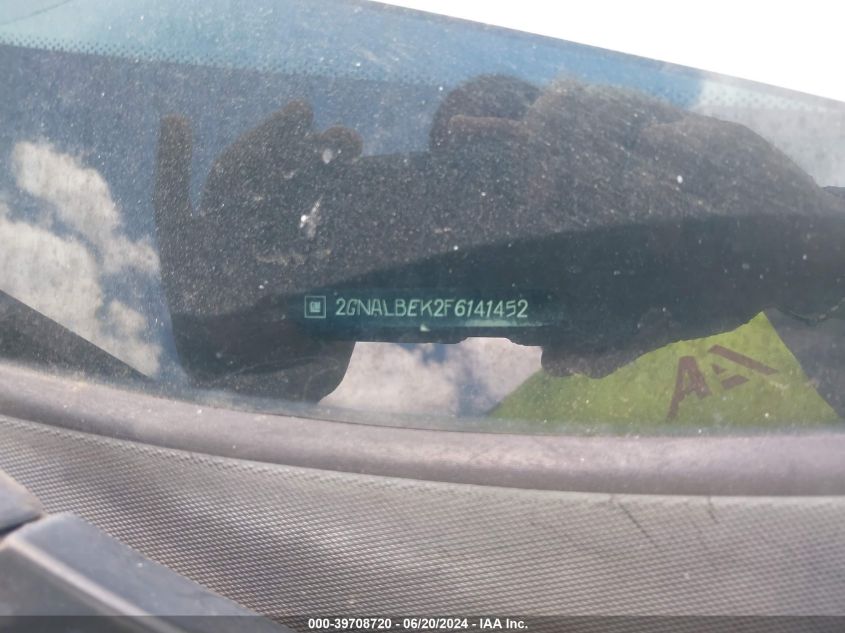 GM 2GNALBEK2F6141452
000-39708720 - 06/20/2024 - IAA Inc.